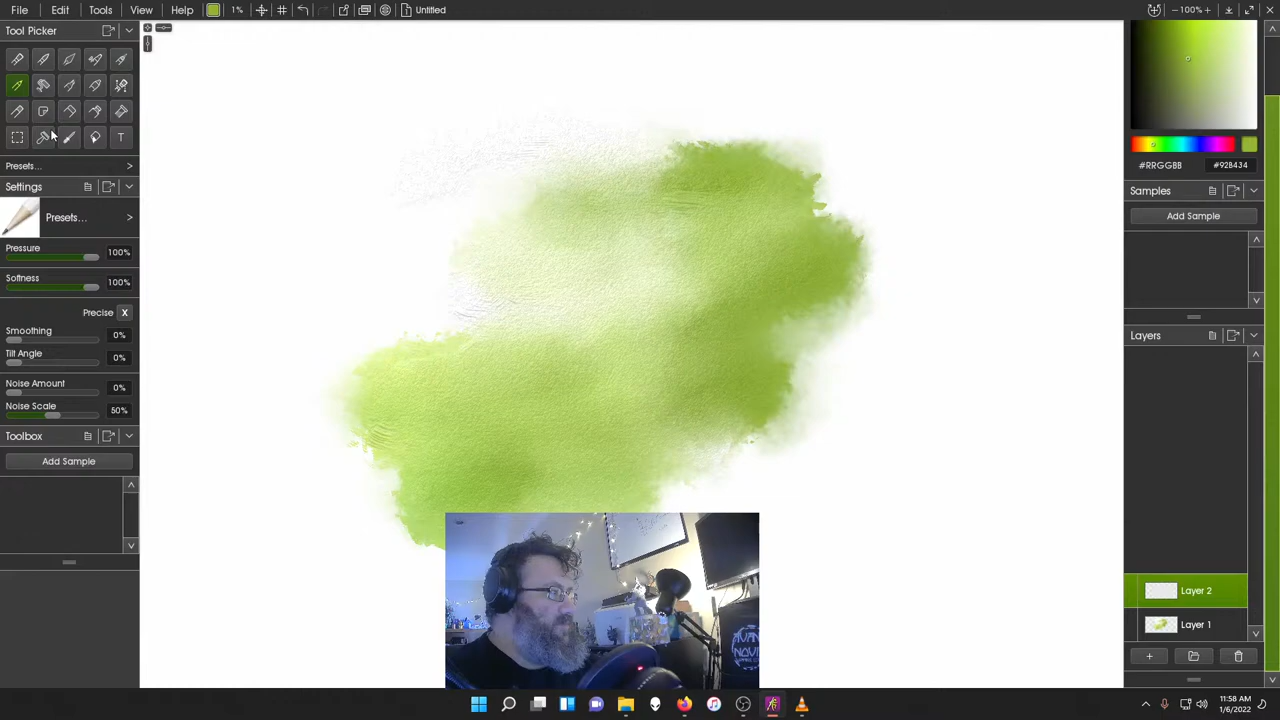 File Edit Tools View Help 1% Untitled −100%+
Tool Picker
Presets...
Settings
Presets...
Pressure 100%
Softness 100%
Precise X
Smoothing 0%
Tilt Angle 0%
Noise Amount 0%
Noise Scale 50%
Toolbox
Add Sample
#RRGGBB #92B434
Samples
Add Sample
Layers
Layer 2
Layer 1
11:58 AM
1/6/2022